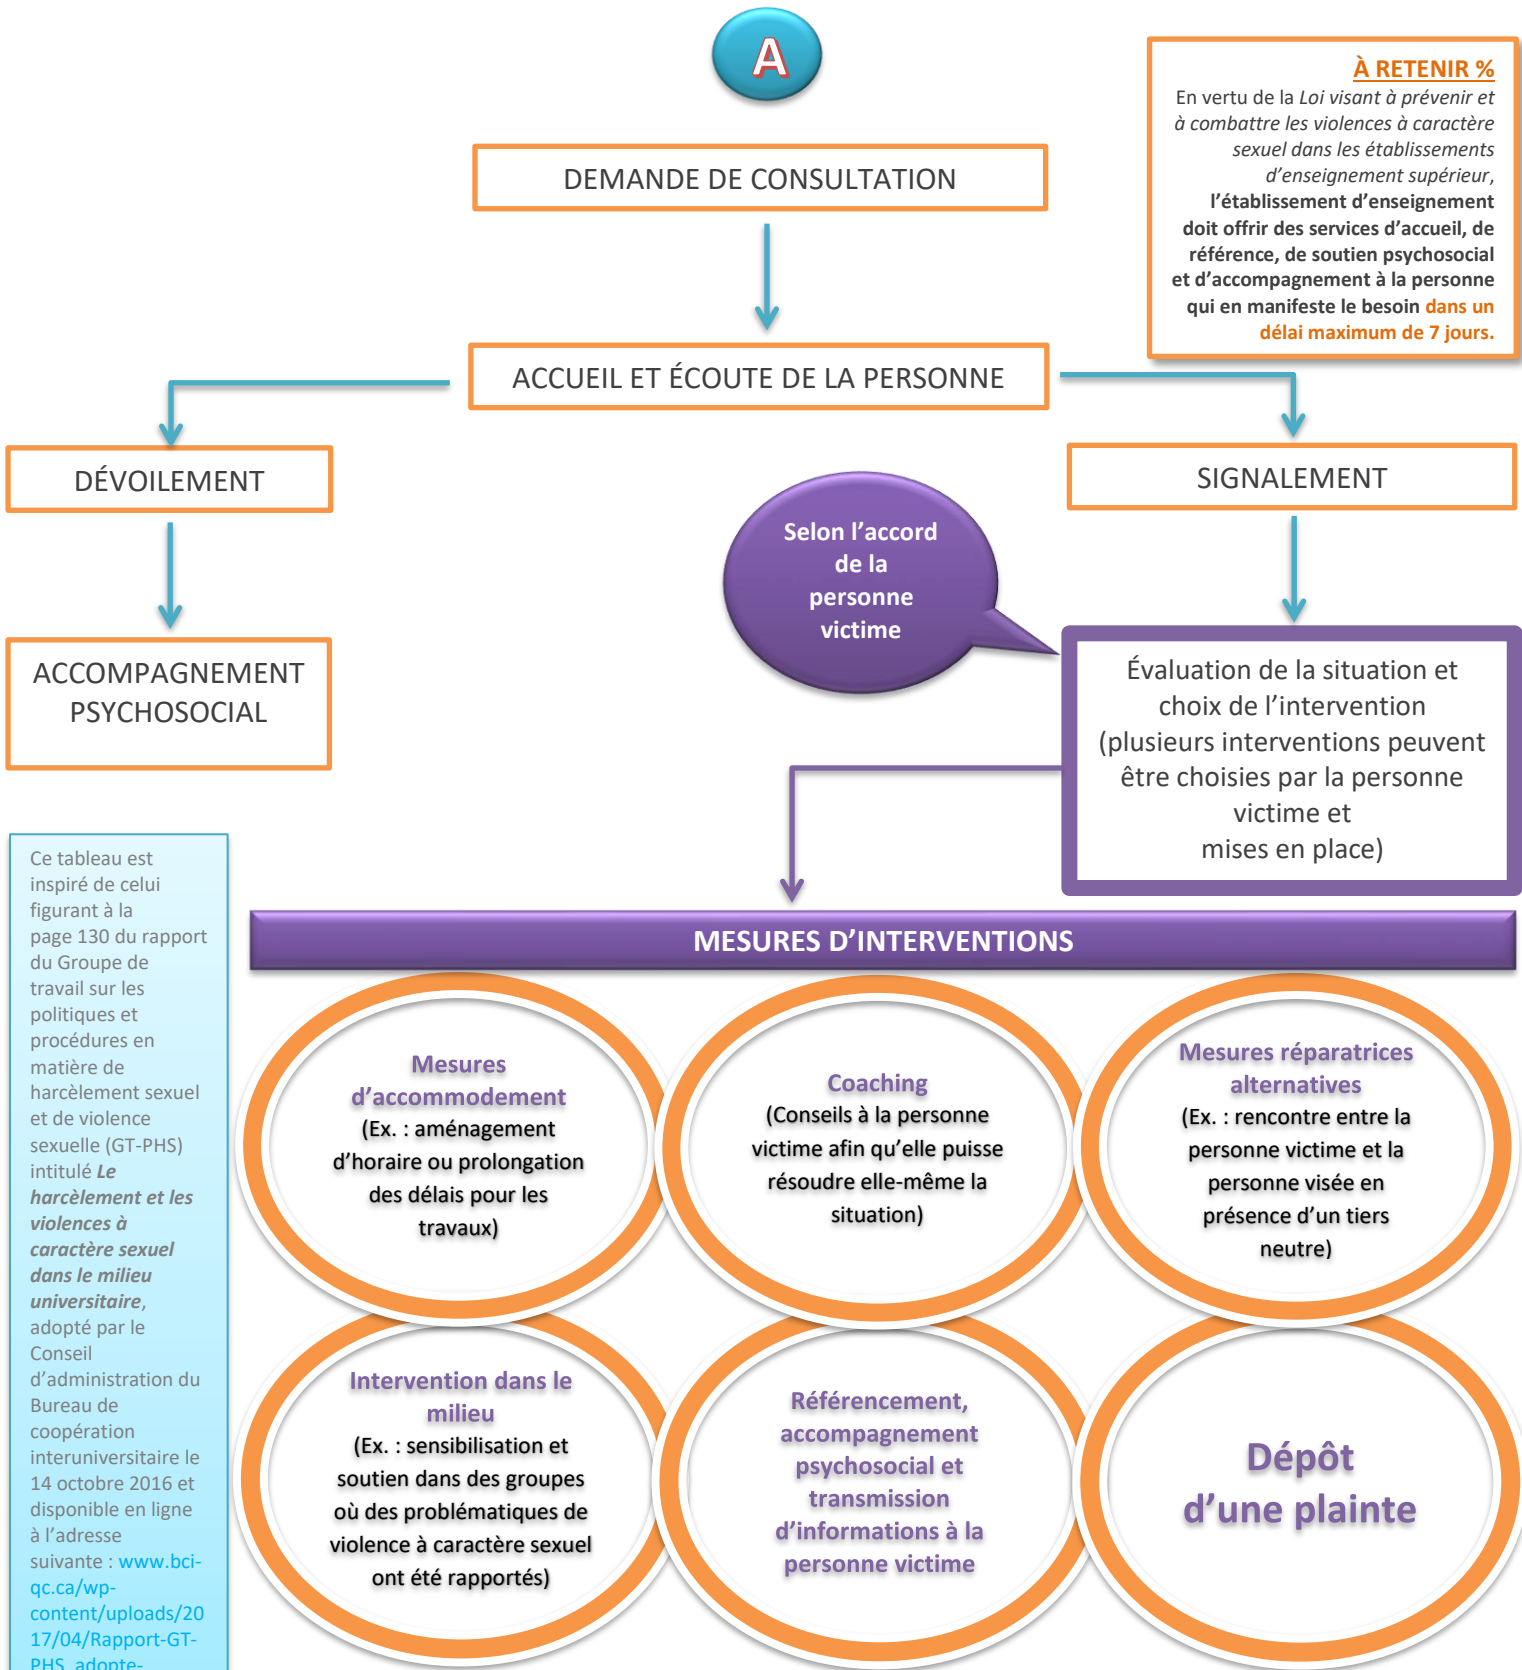 A
À RETENIR %
En vertu de la Loi visant à prévenir et
à combattre les violences à caractère
sexuel dans les établissements
d’enseignement supérieur,
l’établissement d’enseignement
doit offrir des services d’accueil, de
référence, de soutien psychosocial
et d’accompagnement à la personne
qui en manifeste le besoin dans un
délai maximum de 7 jours.
DEMANDE DE CONSULTATION
ACCUEIL ET ÉCOUTE DE LA PERSONNE
DÉVOILEMENT
SIGNALEMENT
Selon l’accord
de la
personne
victime
ACCOMPAGNEMENT
PSYCHOSOCIAL
Évaluation de la situation et
choix de l’intervention
(plusieurs interventions peuvent
être choisies par la personne
victime et
mises en place)
Ce tableau est
inspiré de celui
figurant à la
page 130 du rapport
du Groupe de
travail sur les
politiques et
procédures en
matière de
harcèlement sexuel
et de violence
sexuelle (GT-PHS)
intitulé Le
harcèlement et les
violences à
caractère sexuel
dans le milieu
universitaire,
adopté par le
Conseil
d’administration du
Bureau de
coopération
interuniversitaire le
14 octobre 2016 et
disponible en ligne
à l’adresse
suivante : www.bci-
qc.ca/wp-
content/uploads/20
17/04/Rapport-GT-
PHS_adopte-
MESURES D’INTERVENTIONS
Mesures
d’accommodement
(Ex. : aménagement
d’horaire ou prolongation
des délais pour les
travaux)
Coaching
(Conseils à la personne
victime afin qu’elle puisse
résoudre elle-même la
situation)
Mesures réparatrices
alternatives
(Ex. : rencontre entre la
personne victime et la
personne visée en
présence d’un tiers
neutre)
Intervention dans le
milieu
(Ex. : sensibilisation et
soutien dans des groupes
où des problématiques de
violence à caractère sexuel
ont été rapportés)
Référencement,
accompagnement
psychosocial et
transmission
d’informations à la
personne victime
Dépôt
d’une plainte